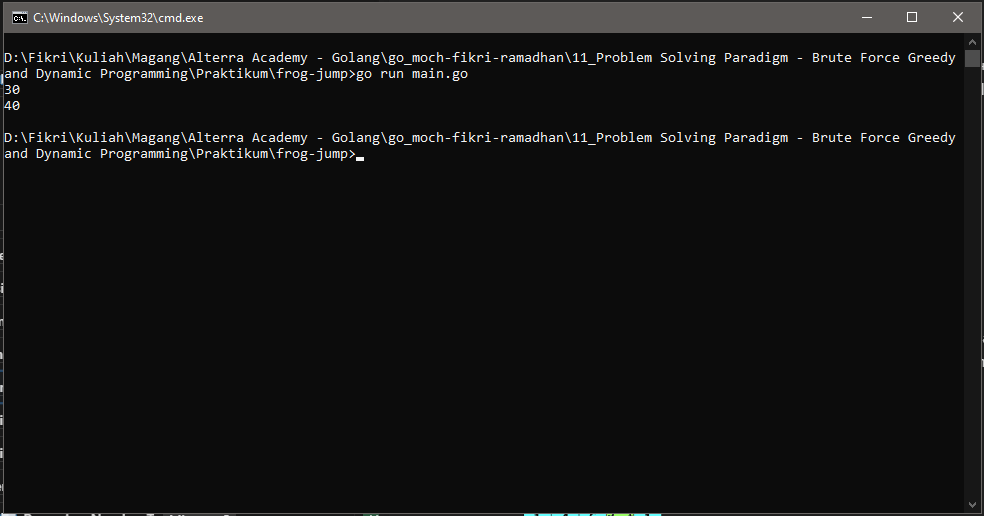 C:\Windows\System32\cmd.exe
D:\Fikri\Kuliah\Magang\Alterra Academy - Golang\go_moch-fikri-ramadhan\11_Problem Solving Paradigm - Brute Force Greedy
and Dynamic Programming\Praktikum\frog-jump>go run main.go
30
40
D:\Fikri\Kuliah\Magang\Alterra Academy - Golang\go_moch-fikri-ramadhan\11_Problem Solving Paradigm - Brute Force Greedy
and Dynamic Programming\Praktikum\frog-jump>